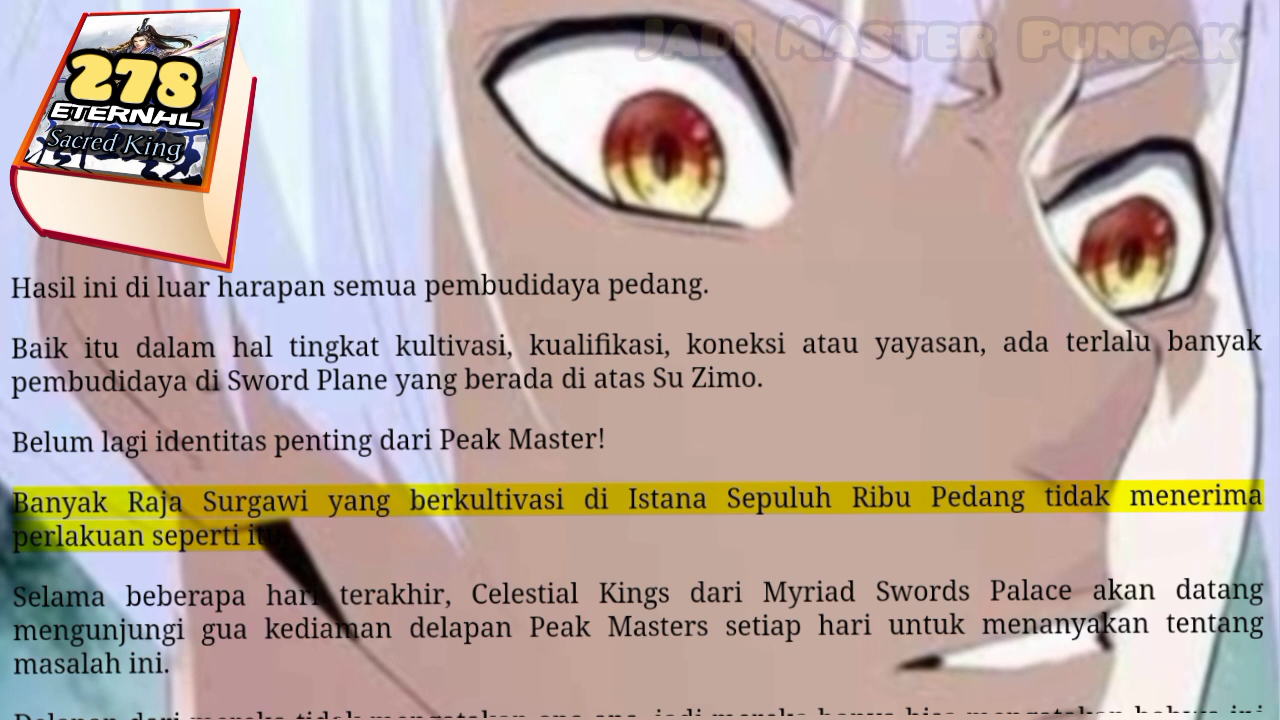 Jadi Master Puncak
278
ETERNAL
Sacred King
Hasil ini di luar harapan semua pembudidaya pedang.
Baik itu dalam hal tingkat kultivasi, kualifikasi, koneksi atau yayasan, ada terlalu banyak
pembudidaya di Sword Plane yang berada di atas Su Zimo.
Belum lagi identitas penting dari Peak Master!
Banyak Raja Surgawi yang berkultivasi di Istana Sepuluh Ribu Pedang tidak menerima
perlakuan seperti itu.
Selama beberapa hari terakhir, Celestial Kings dari Myriad Swords Palace akan datang
mengunjungi gua kediaman delapan Peak Masters setiap hari untuk menanyakan tentang
masalah ini.